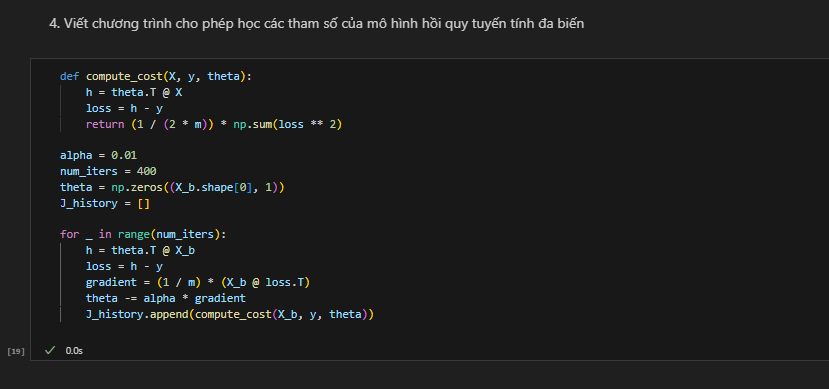 4. Viết chương trình cho phép học các tham số của mô hình hồi quy tuyến tính đa biến
def compute_cost(X, y, theta):
    h = theta.T @ X
    loss = h - y
    return (1 / (2 * m)) * np.sum(loss ** 2)

alpha = 0.01
num_iters = 400
theta = np.zeros((X_b.shape[0], 1))
J_history = []

for _ in range(num_iters):
    h = theta.T @ X_b
    loss = h - y
    gradient = (1 / m) * (X_b @ loss.T)
    theta -= alpha * gradient
    J_history.append(compute_cost(X_b, y, theta))
[19] ✓ 0.0s